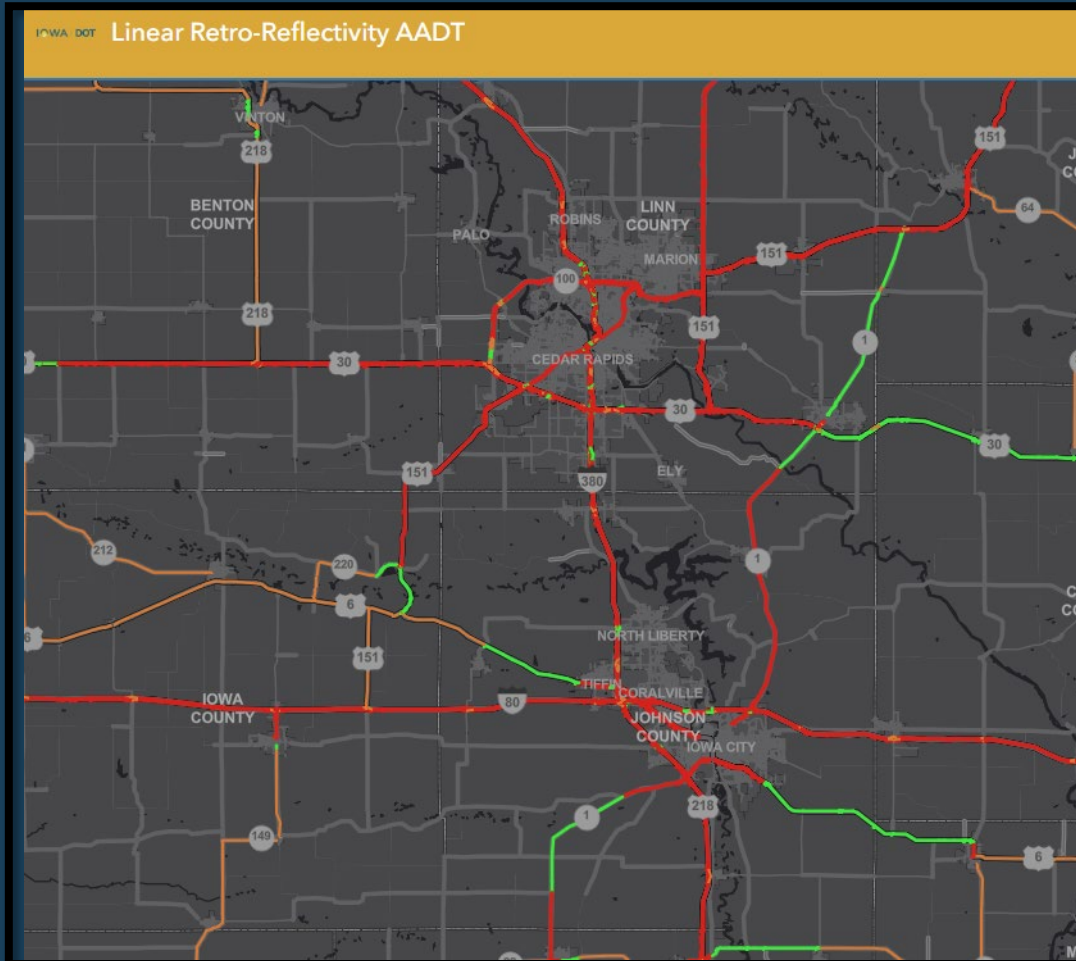 IOWA DOT Linear Retro-Reflectivity AADT
VINTON
218
151
BENTON
COUNTY
LINN
COUNTY
ROBINS
64
PALO
MARION
151
100
218
151
1
30
CEDAR RAPIDS
30
30
151
ELY
380
212
220
1
6
6
NORTH LIBERTY
151
TIFFIN
CORALVILLE
IOWA
COUNTY
80
JOHNSON
COUNTY
IOWA CITY
218
1
149
6